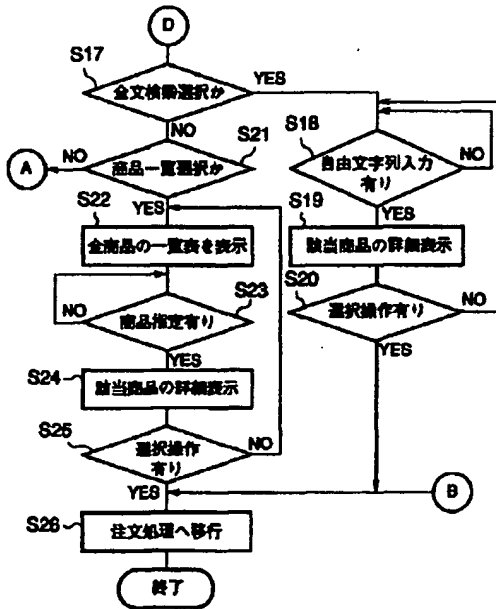 D
S17
全文検索選択か
YES
NO
S21
商品一覧選択か
NO
A
YES
S22
全商品の一覧表を表示
S23
商品指定有り
NO
YES
S24
該当商品の詳細表示
S25
選択操作
有り
NO
YES
S26
注文処理へ移行
終了
S18
自由文字列入力
有り
NO
YES
S19
該当商品の詳細表示
S20
選択操作有り
NO
YES
B